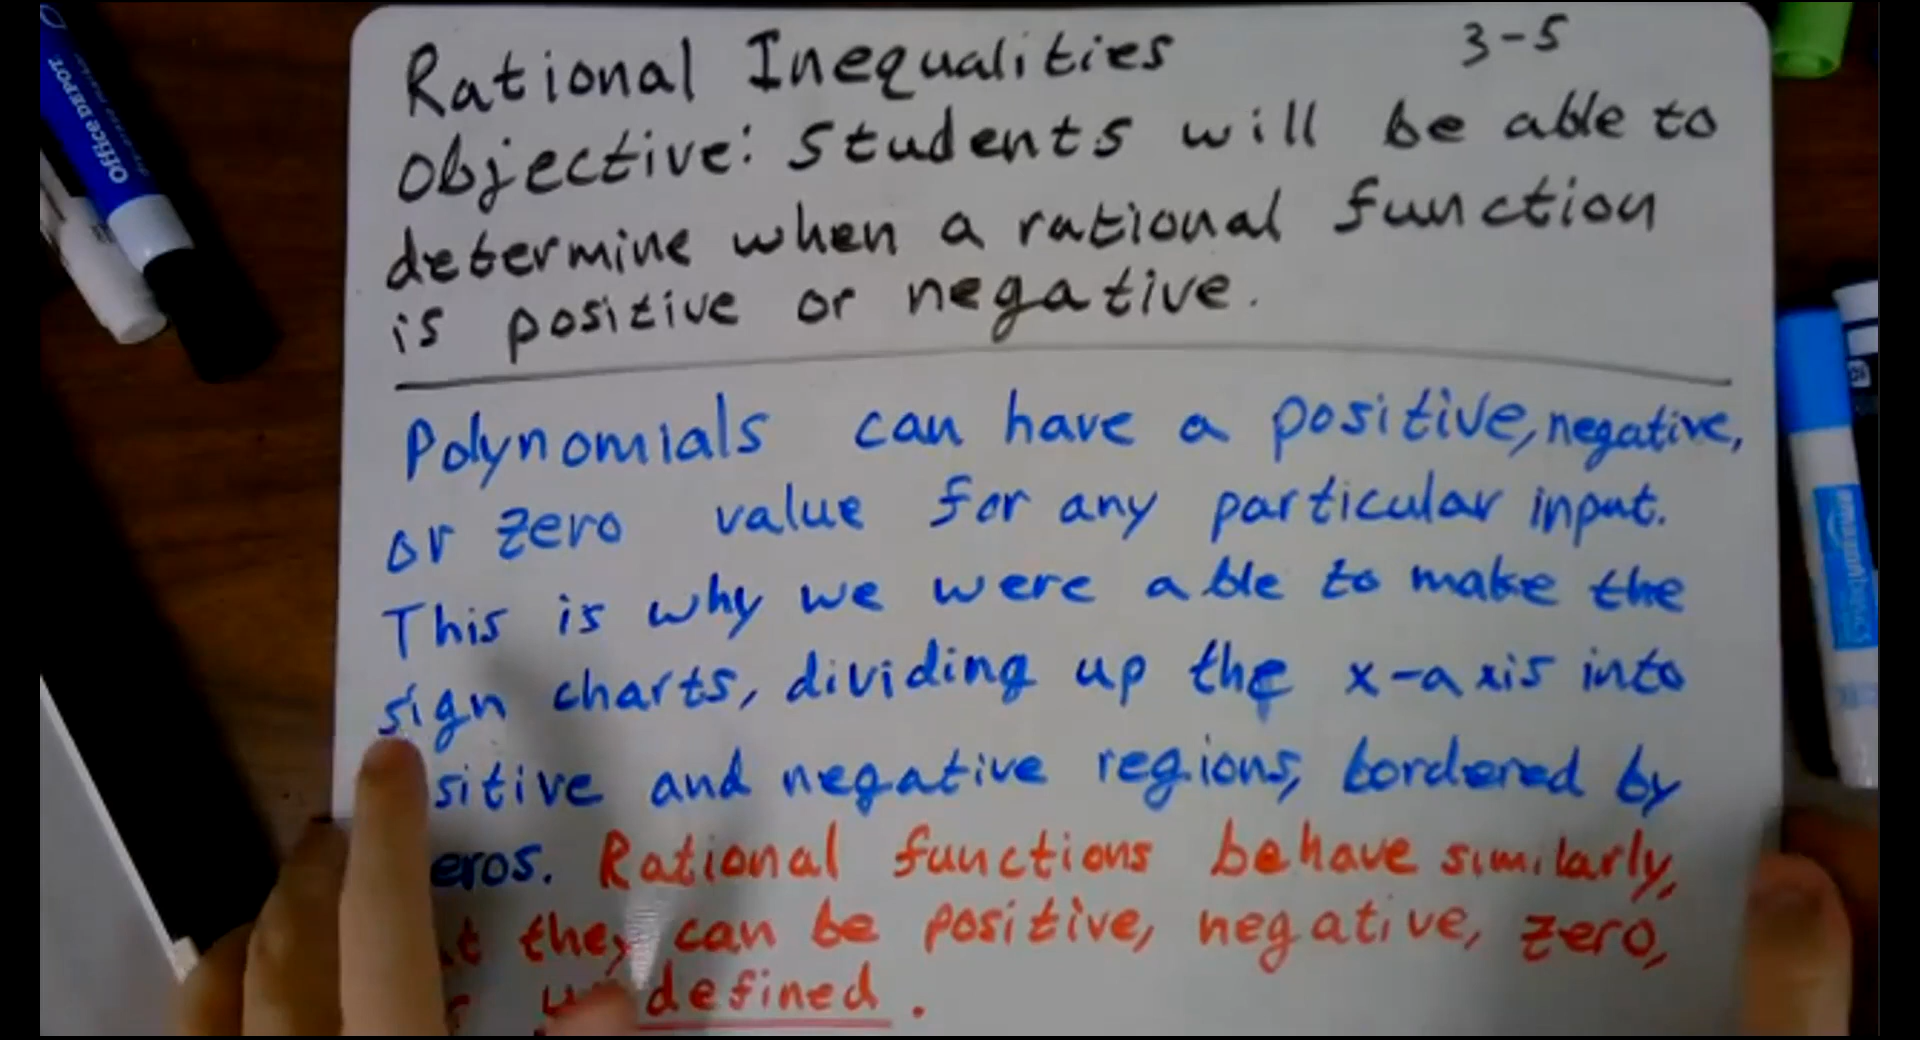 Rational Inequalities 3-5
Objective: Students will be able to
determine when a rational function
is positive or negative.
Polynomials can have a positive, negative,
or zero value for any particular input.
This is why we were able to make the
sign charts, dividing up the x-axis into
sitive and negative regions, bordered by
eros. Rational functions behave similarly,
they can be positive, negative, zero,
undefined.
Office DEPOT